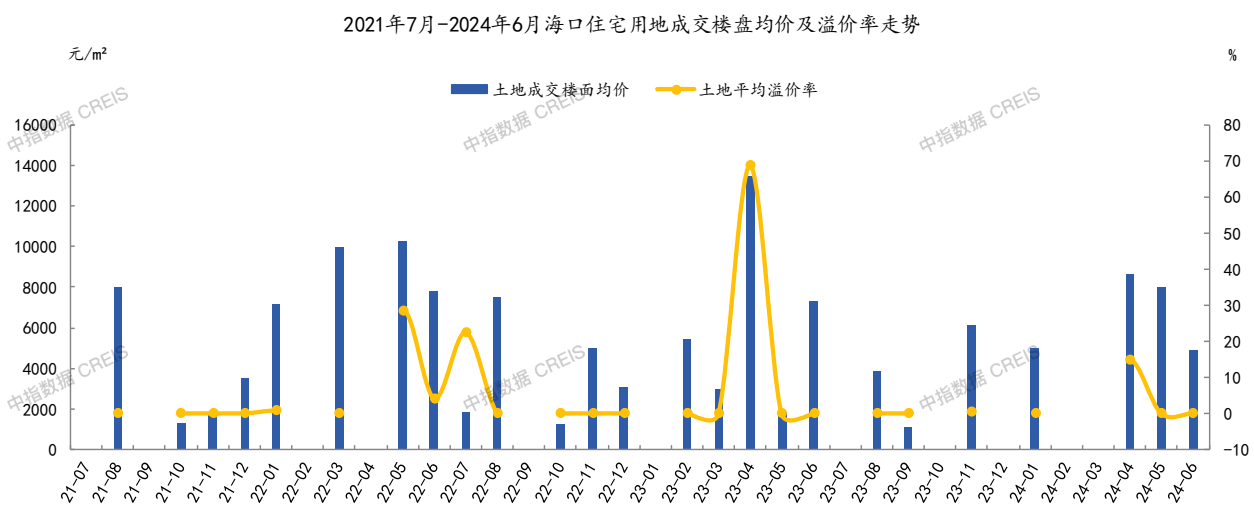 2021年7月-2024年6月海口住宅用地成交楼盘均价及溢价率走势
元/m² %
土地成交楼面均价 土地平均溢价率
中指数据 CREIS 中指数据 CREIS 中指数据 CREIS
16000 80
14000 70
12000 60
10000 50
8000 40
6000 30
4000 20
2000 10
0 0
-10
中指数据 CREIS 中指数据 CREIS 中指数据 CREIS
21-07 21-08 21-09 21-10 21-11 21-12 22-01 22-02 22-03 22-04 22-05 22-06 22-07 22-08 22-09 22-10 22-11 22-12 23-01 23-02 23-03 23-04 23-05 23-06 23-07 23-08 23-09 23-10 23-11 23-12 24-01 24-02 24-03 24-04 24-05 24-06